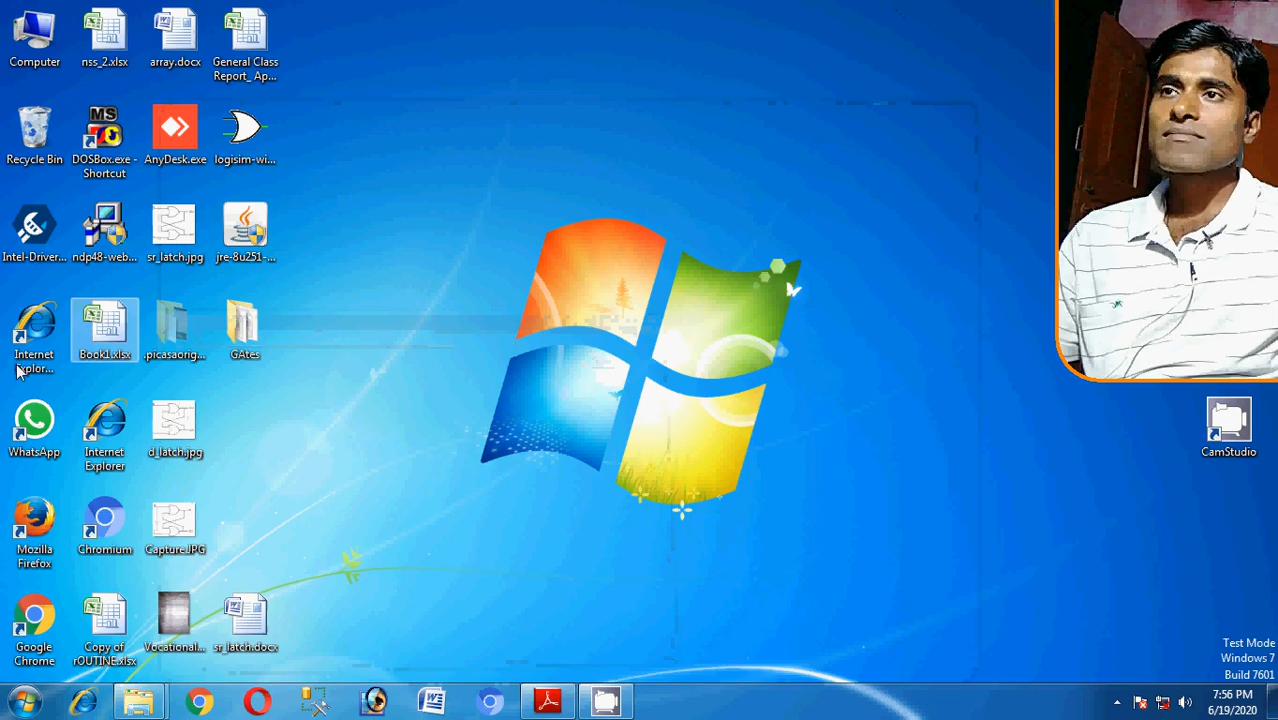 Computer
nss_2.xlsx
array.docx
General Class
Report_ Ap...
Recycle Bin
MS
DOSBox.exe -
Shortcut
AnyDesk.exe
logisim-wi...
Intel-Driver...
ndp48-web...
sr_latch.jpg
jre-8u251-...
Internet
Explor...
Book1.xlsx
.picasaorig...
GAtes
WhatsApp
Internet
Explorer
d_latch.jpg
Mozilla
Firefox
Chromium
Capture.JPG
Google
Chrome
Copy of
rOUTINE.xlsx
Vocational...
sr_latch.docx
CamStudio
Test Mode
Windows 7
Build 7601
7:56 PM
6/19/2020